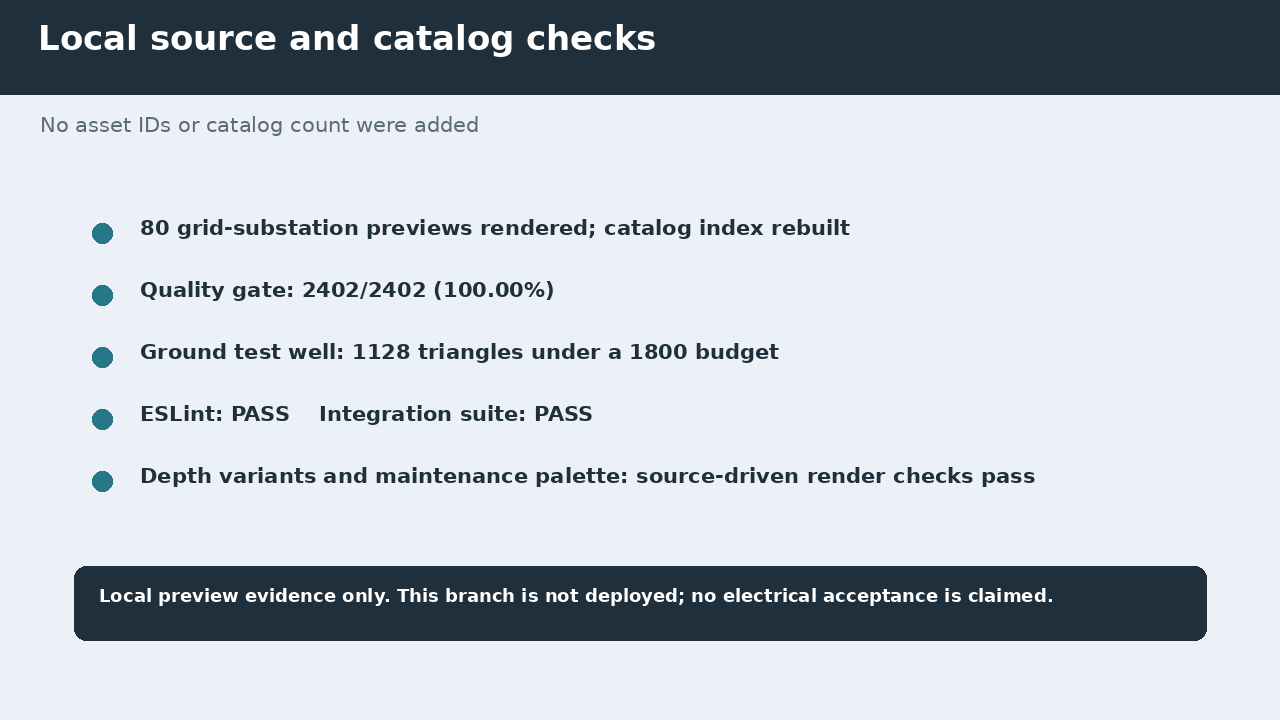 Local source and catalog checks
No asset IDs or catalog count were added
80 grid-substation previews rendered; catalog index rebuilt
Quality gate: 2402/2402 (100.00%)
Ground test well: 1128 triangles under a 1800 budget
ESLint: PASS    Integration suite: PASS
Depth variants and maintenance palette: source-driven render checks pass
Local preview evidence only. This branch is not deployed; no electrical acceptance is claimed.